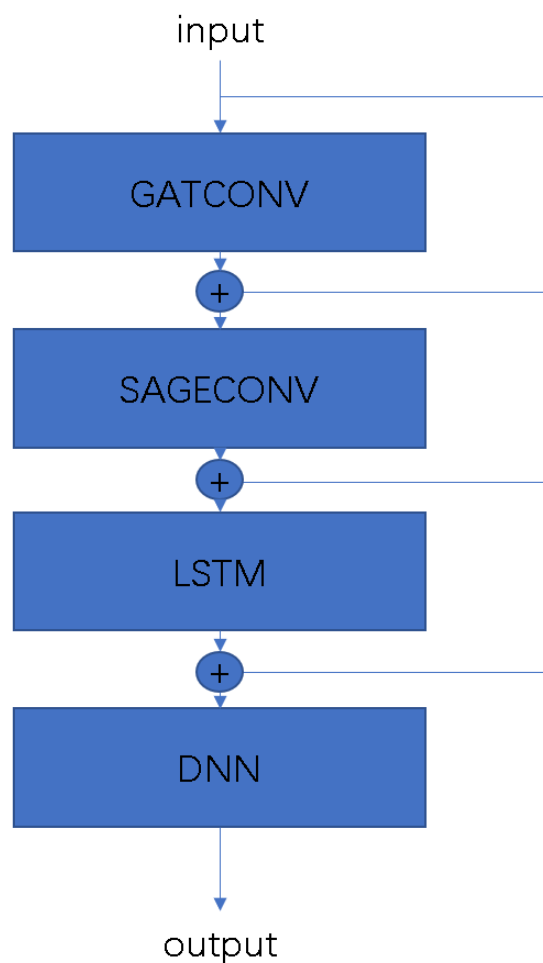 input
GATCONV
+
SAGECONV
+
LSTM
+
DNN
output